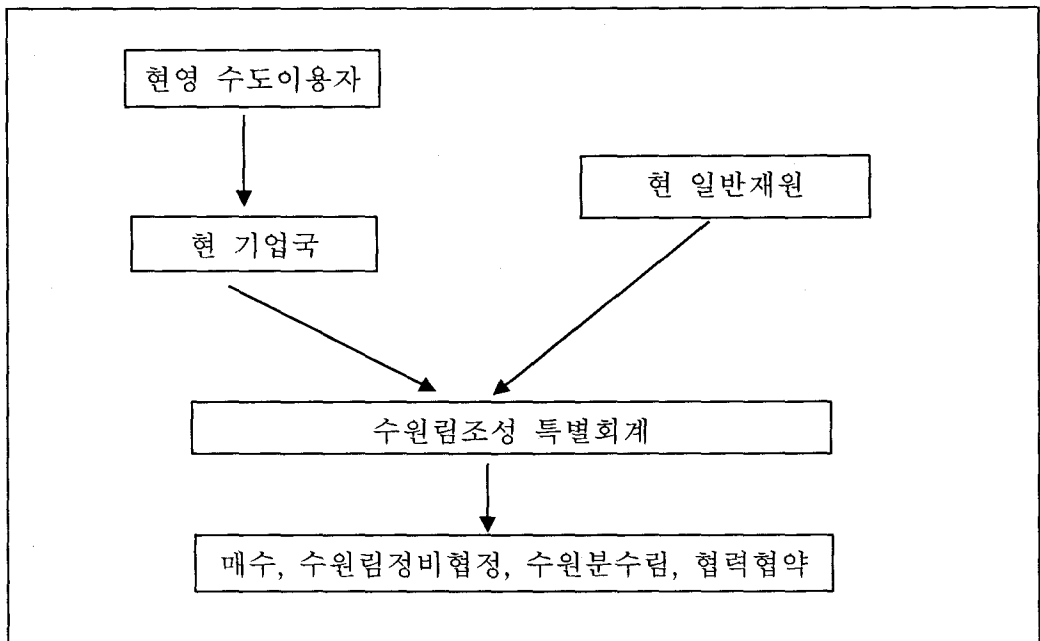 현영 수도이용자
현 일반재원
현 기업국
수원림조성 특별회계
매수, 수원림정비협정, 수원분수림, 협력협약